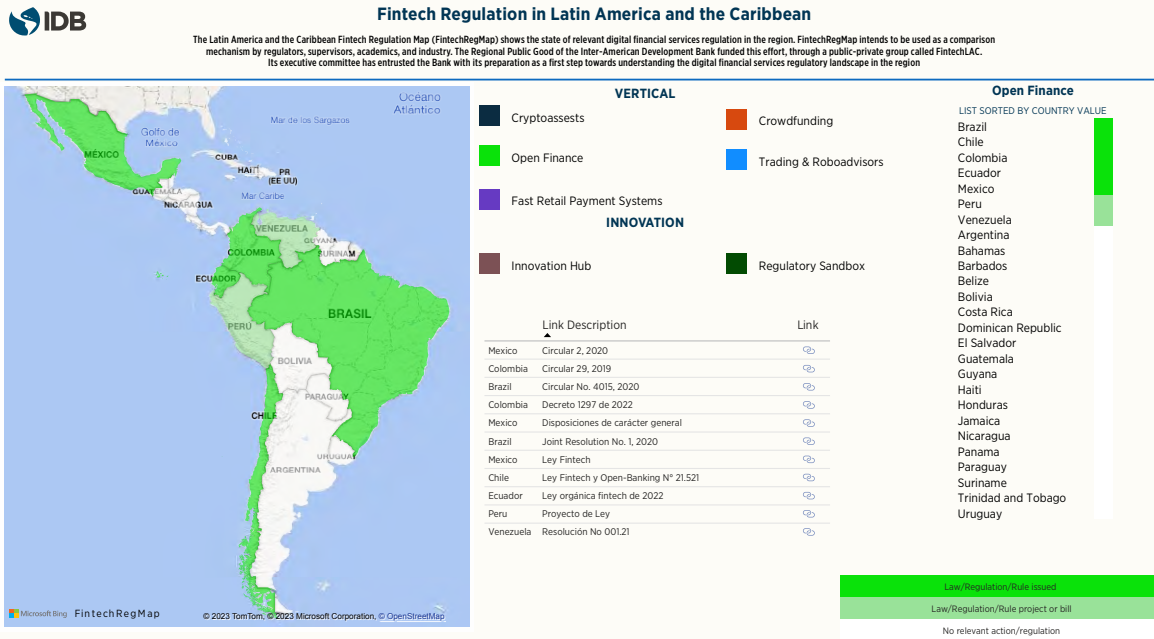 IDB
Fintech Regulation in Latin America and the Caribbean
The Latin America and the Caribbean Fintech Regulation Map (FintechRegMap) shows the state of relevant digital financial services regulation in the region. FintechRegMap intends to be used as a comparison
mechanism by regulators, supervisors, academics, and industry. The Regional Public Good of the Inter-American Development Bank funded this effort, through a public-private group called FintechLAC.
Its executive committee has entrusted the Bank with its preparation as a first step towards understanding the digital financial services regulatory landscape in the region
Océano
Atlántico
Golfo de
México
Mar de los Sargazos
MÉXICO
CUBA
HAITÍ
PR
(EE UU)
GUATEMALA
Mar Caribe
NICARAGUA
VENEZUELA
GUYANA
SURINAM
COLOMBIA
ECUADOR
PERÚ
BRASIL
BOLIVIA
PARAGUAY
CHILE
URUGUAY
ARGENTINA
Microsoft Bing
FintechRegMap
© 2023 TomTom, © 2023 Microsoft Corporation, © OpenStreetMap
VERTICAL
Cryptoassests
Crowdfunding
Open Finance
Trading & Roboadvisors
Fast Retail Payment Systems
INNOVATION
Innovation Hub
Regulatory Sandbox
Link Description Link
Mexico Circular 2, 2020
Colombia Circular 29, 2019
Brazil Circular No. 4015, 2020
Colombia Decreto 1297 de 2022
Mexico Disposiciones de carácter general
Brazil Joint Resolution No. 1, 2020
Mexico Ley Fintech
Chile Ley Fintech y Open-Banking N° 21.521
Ecuador Ley orgánica fintech de 2022
Peru Proyecto de Ley
Venezuela Resolución No 001.21
Open Finance
LIST SORTED BY COUNTRY VALUE
Brazil
Chile
Colombia
Ecuador
Mexico
Peru
Venezuela
Argentina
Bahamas
Barbados
Belize
Bolivia
Costa Rica
Dominican Republic
El Salvador
Guatemala
Guyana
Haiti
Honduras
Jamaica
Nicaragua
Panama
Paraguay
Suriname
Trinidad and Tobago
Uruguay
Law/Regulation/Rule issued
Law/Regulation/Rule project or bill
No relevant action/regulation